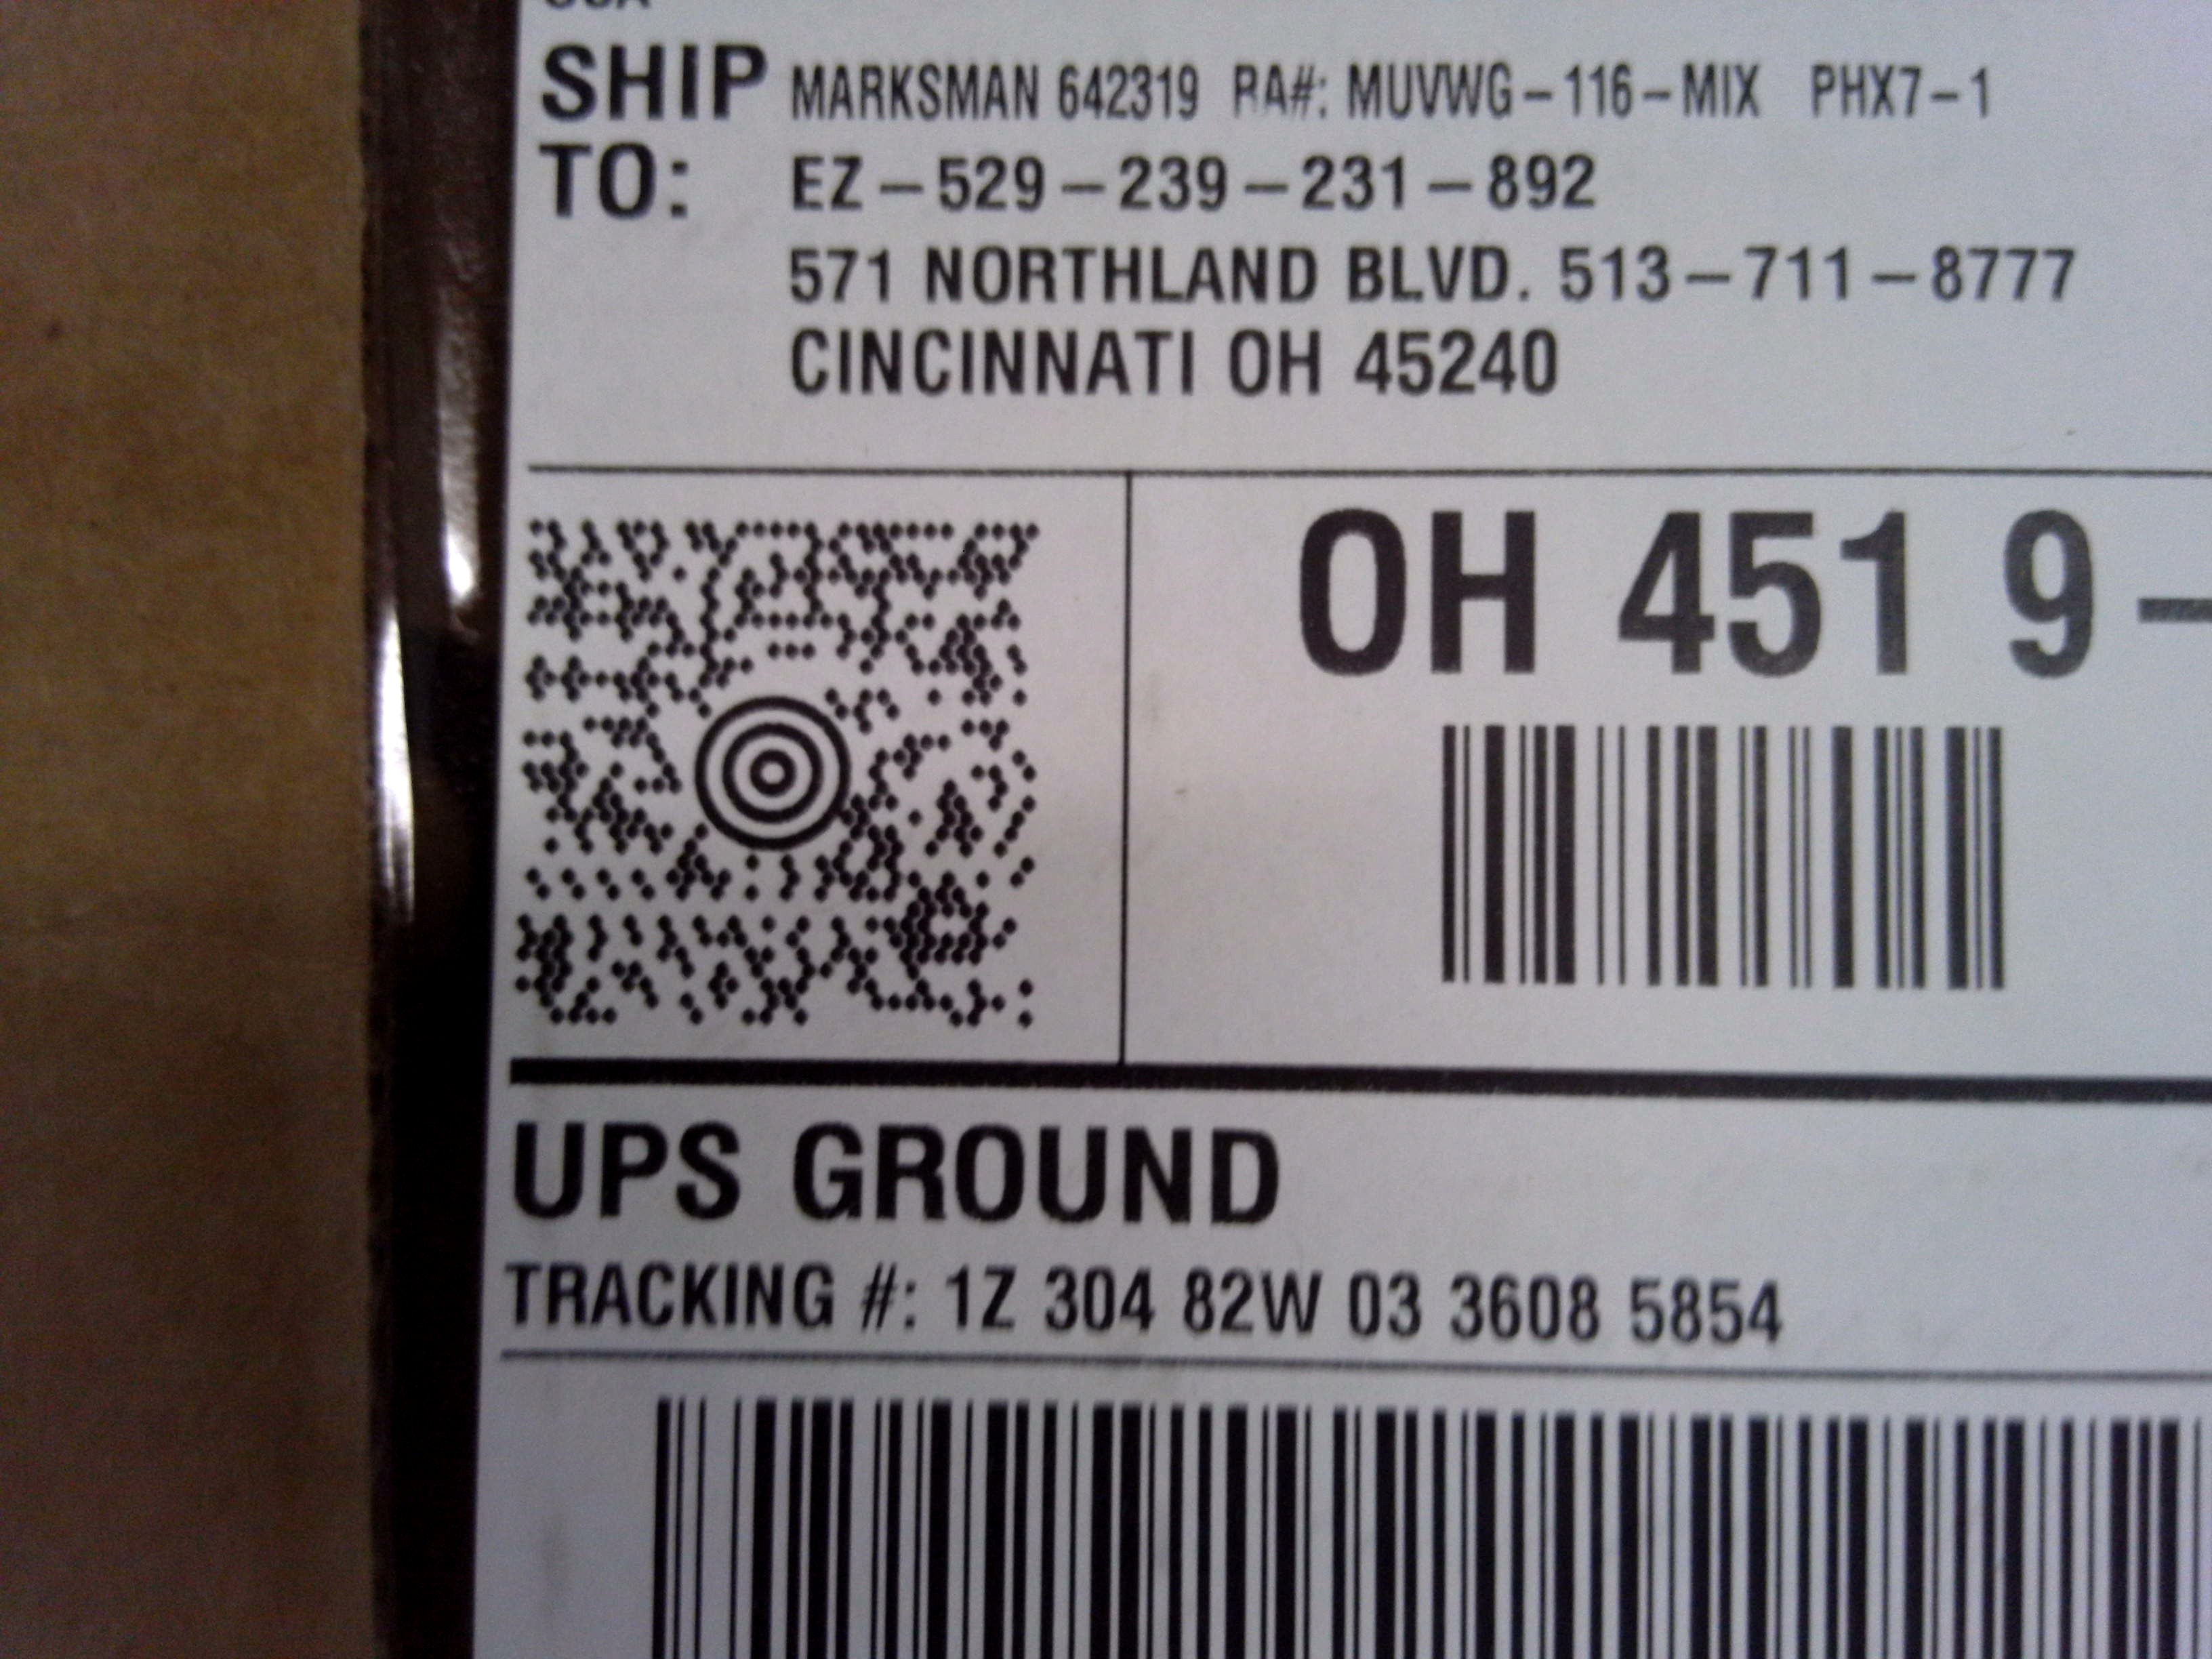 USA
SHIP MARKSMAN 642319 RA#: MUVWG-116-MIX PHX7-1
TO: EZ-529-239-231-892
571 NORTHLAND BLVD. 513-711-8777
CINCINNATI OH 45240
OH 451 9-
UPS GROUND
TRACKING #: 1Z 304 82W 03 3608 5854